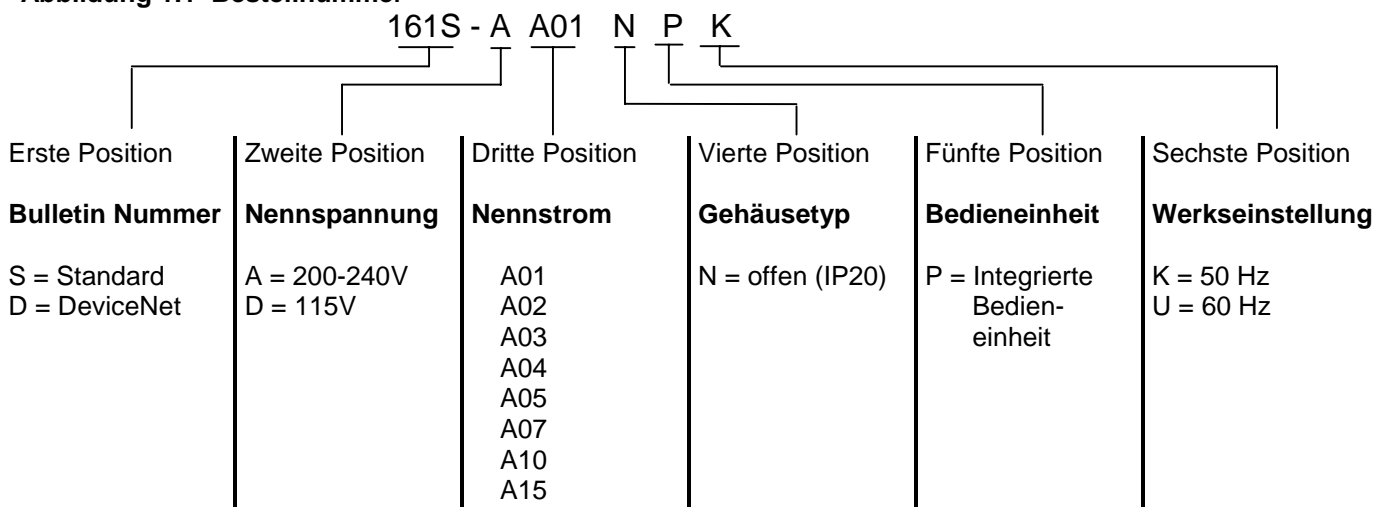 161S - A A01 N P K
Erste Position
Bulletin Nummer
S = Standard
D = DeviceNet
Zweite Position
Nennspannung
A = 200-240V
D = 115V
Dritte Position
Nennstrom
A01
A02
A03
A04
A05
A07
A10
A15
Vierte Position
Gehäusetyp
N = offen (IP20)
Fünfte Position
Bedieneinheit
P = Integrierte
Bedien-
einheit
Sechste Position
Werkseinstellung
K = 50 Hz
U = 60 Hz